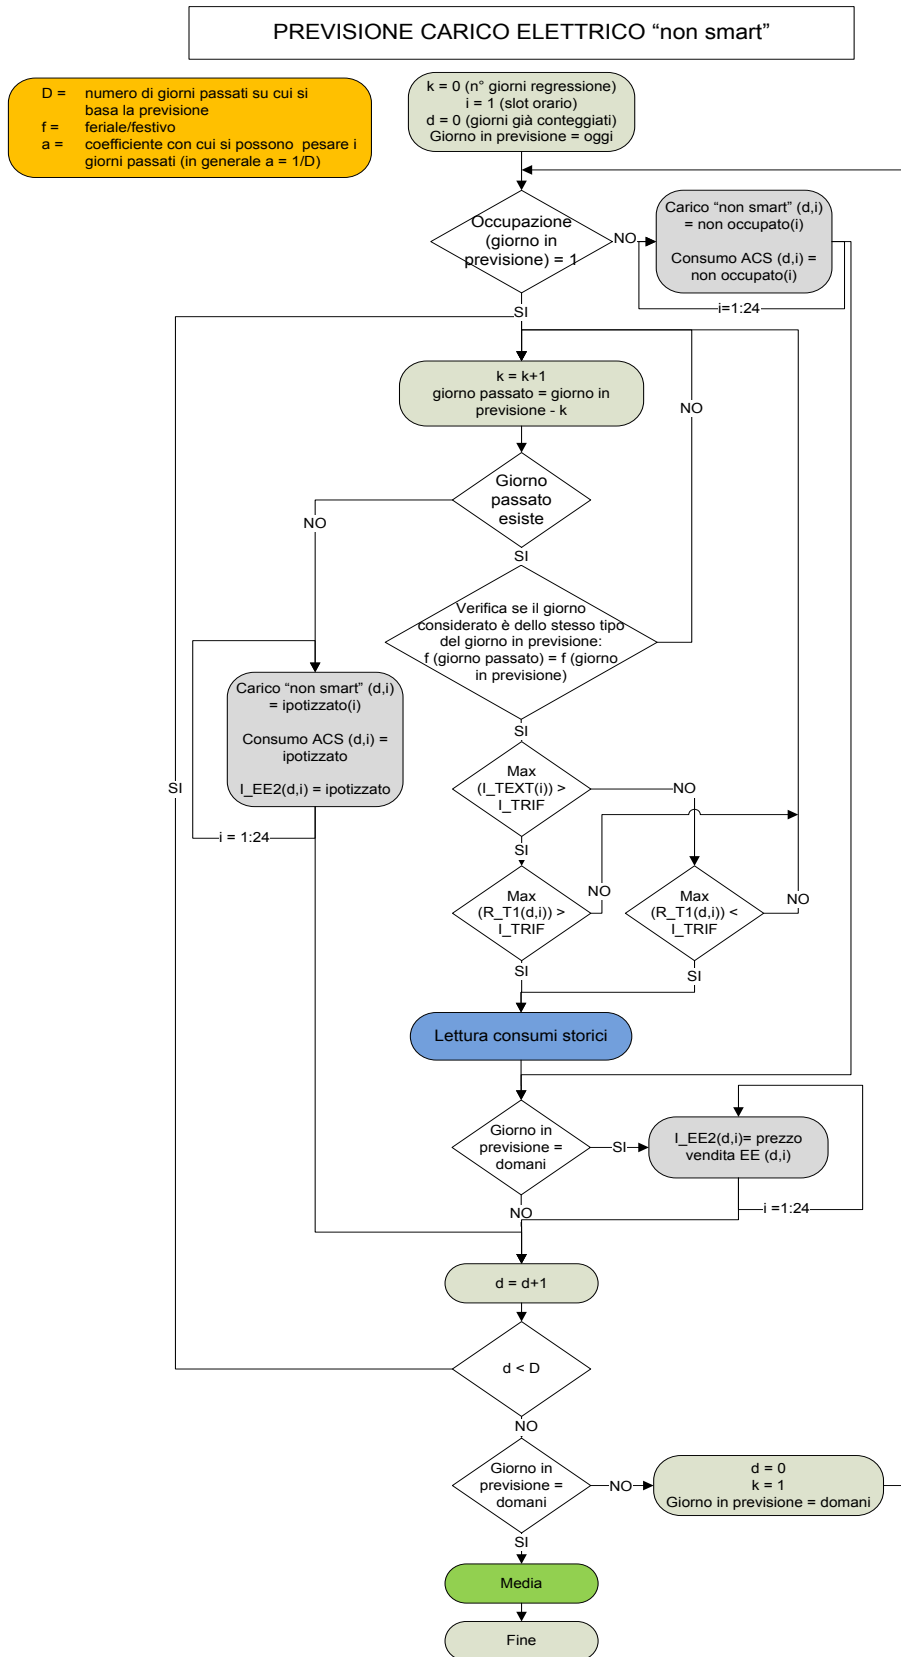 PREVISIONE CARICO ELETTRICO “non smart”
D = numero di giorni passati su cui si
basa la previsione
f = feriale/festivo
a = coefficiente con cui si possono pesare i
giorni passati (in generale a = 1/D)
k = 0 (n° giorni regressione)
i = 1 (slot orario)
d = 0 (giorni già conteggiati)
Giorno in previsione = oggi
Occupazione
(giorno in
previsione) = 1
NO
Carico “non smart” (d,i)
= non occupato(i)
Consumo ACS (d,i) =
non occupato(i)
i=1:24
SI
k = k+1
giorno passato = giorno in
previsione - k
NO
Giorno
passato
esiste
NO
SI
Verifica se il giorno
considerato è dello stesso tipo
del giorno in previsione:
f (giorno passato) = f (giorno
in previsione)
Carico “non smart” (d,i)
= ipotizzato(i)
Consumo ACS (d,i) =
ipotizzato
I_EE2(d,i) = ipotizzato
i = 1:24
SI
SI
Max
(I_TEXT(i)) >
I_TRIF
NO
SI
Max
(R_T1(d,i)) >
I_TRIF
NO
Max
(R_T1(d,i)) <
I_TRIF
NO
SI
SI
Lettura consumi storici
Giorno in
previsione =
domani
SI
I_EE2(d,i)= prezzo
vendita EE (d,i)
i =1:24
NO
d = d+1
d < D
NO
Giorno in
previsione =
domani
NO
d = 0
k = 1
Giorno in previsione = domani
SI
Media
Fine